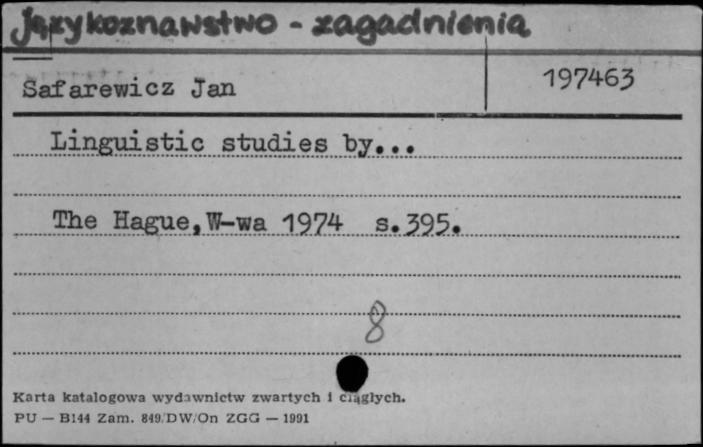 Językoznawstwo - zagadnienia
Safarewicz Jan
197463
Linguistic studies by...
The Hague,W-wa 1974 s.395.
8
Karta katalogowa wydawnictw zwartych i ciągłych.
PU — B144 Zam. 849/DW/On ZGG — 1991